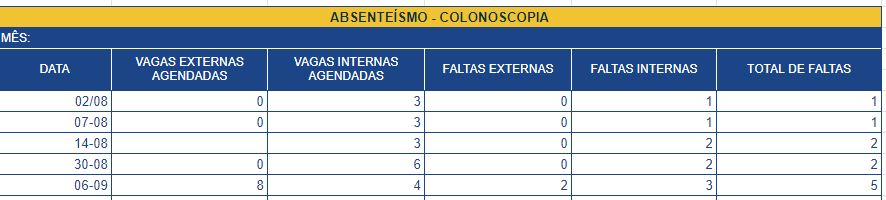 ABSENTEÍSMO - COLONOSCOPIA
MÊS:
DATA VAGAS EXTERNAS AGENDADAS VAGAS INTERNAS AGENDADAS FALTAS EXTERNAS FALTAS INTERNAS TOTAL DE FALTAS
02/08 0 3 0 1 1
07-08 0 3 0 1 1
14-08 3 0 2 2
30-08 0 6 0 2 2
06-09 8 4 2 3 5